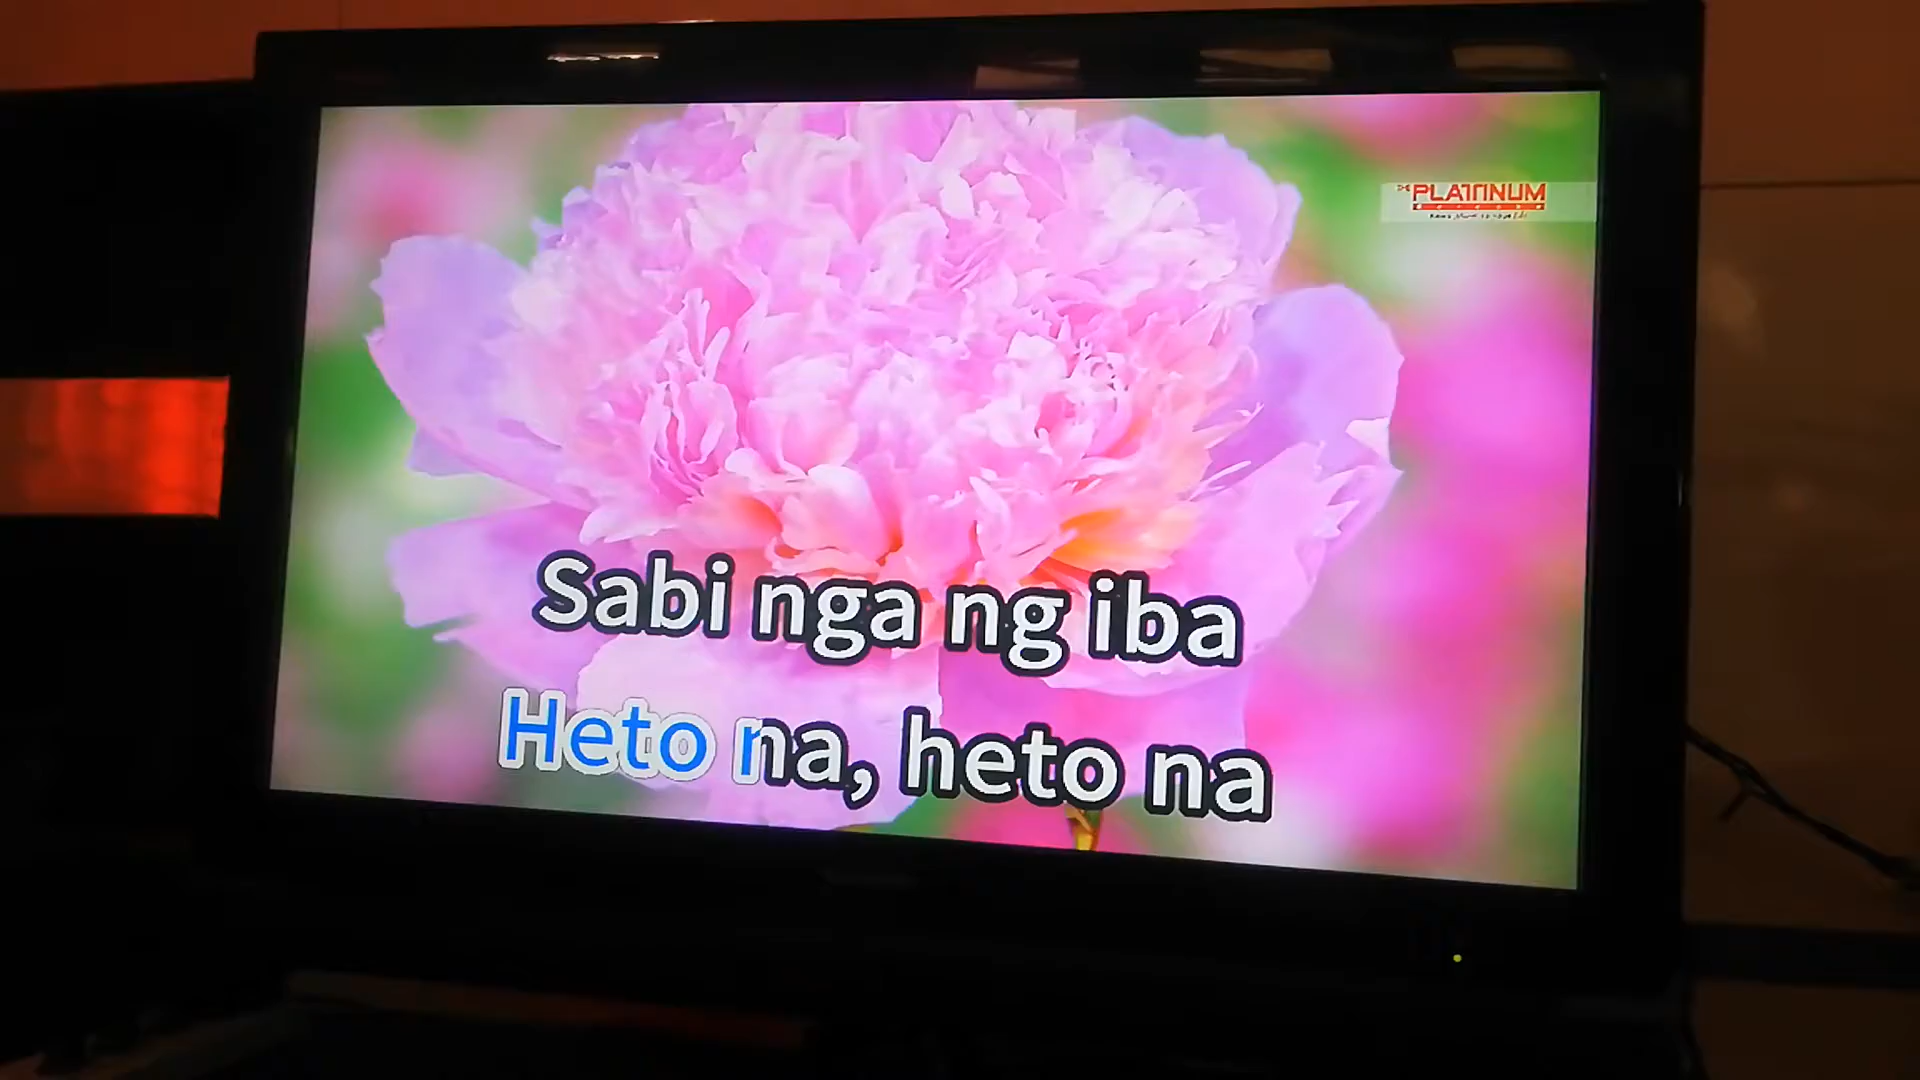 PLATINUM
Sabi nga ng iba
Heto na, heto na